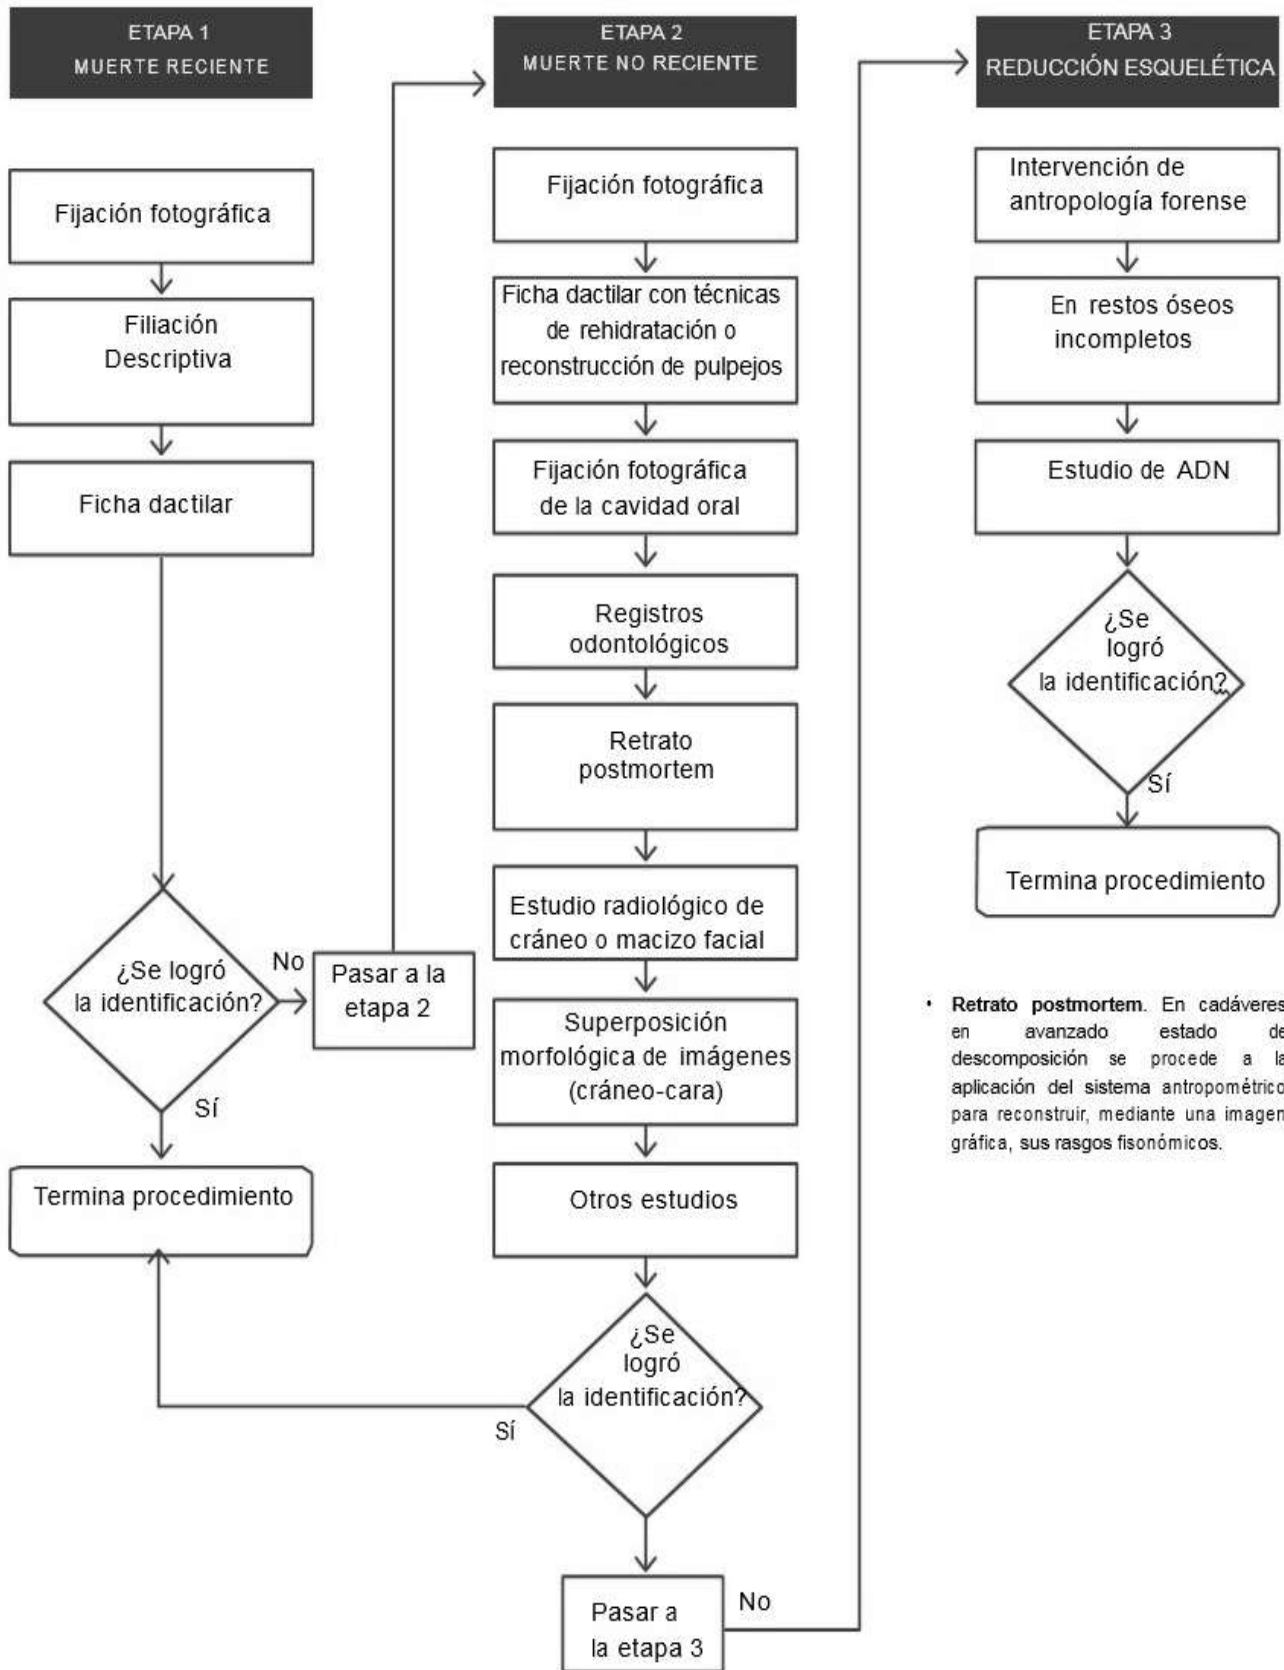 ETAPA 1
MUERTE RECIENTE
Fijación fotográfica
Filiación
Descriptiva
Ficha dactilar
¿Se logró
la identificación?
No
Pasar a la
etapa 2
Sí
Termina procedimiento
ETAPA 2
MUERTE NO RECIENTE
Fijación fotográfica
Ficha dactilar con técnicas
de rehidratación o
reconstrucción de pulpejos
Fijación fotográfica
de la cavidad oral
Registros
odontológicos
Retrato
postmortem
Estudio radiológico de
cráneo o macizo facial
Superposición
morfológica de imágenes
(cráneo-cara)
Otros estudios
¿Se
logró
la identificación?
Sí
Pasar a
la etapa 3
No
ETAPA 3
REDUCCIÓN ESQUELÉTICA
Intervención de
antropología forense
En restos óseos
incompletos
Estudio de ADN
¿Se
logró
la identificación?
Sí
Termina procedimiento
• Retrato postmortem. En cadáveres
en avanzado estado de
descomposición se procede a la
aplicación del sistema antropométrico
para reconstruir, mediante una imagen
gráfica, sus rasgos fisonómicos.